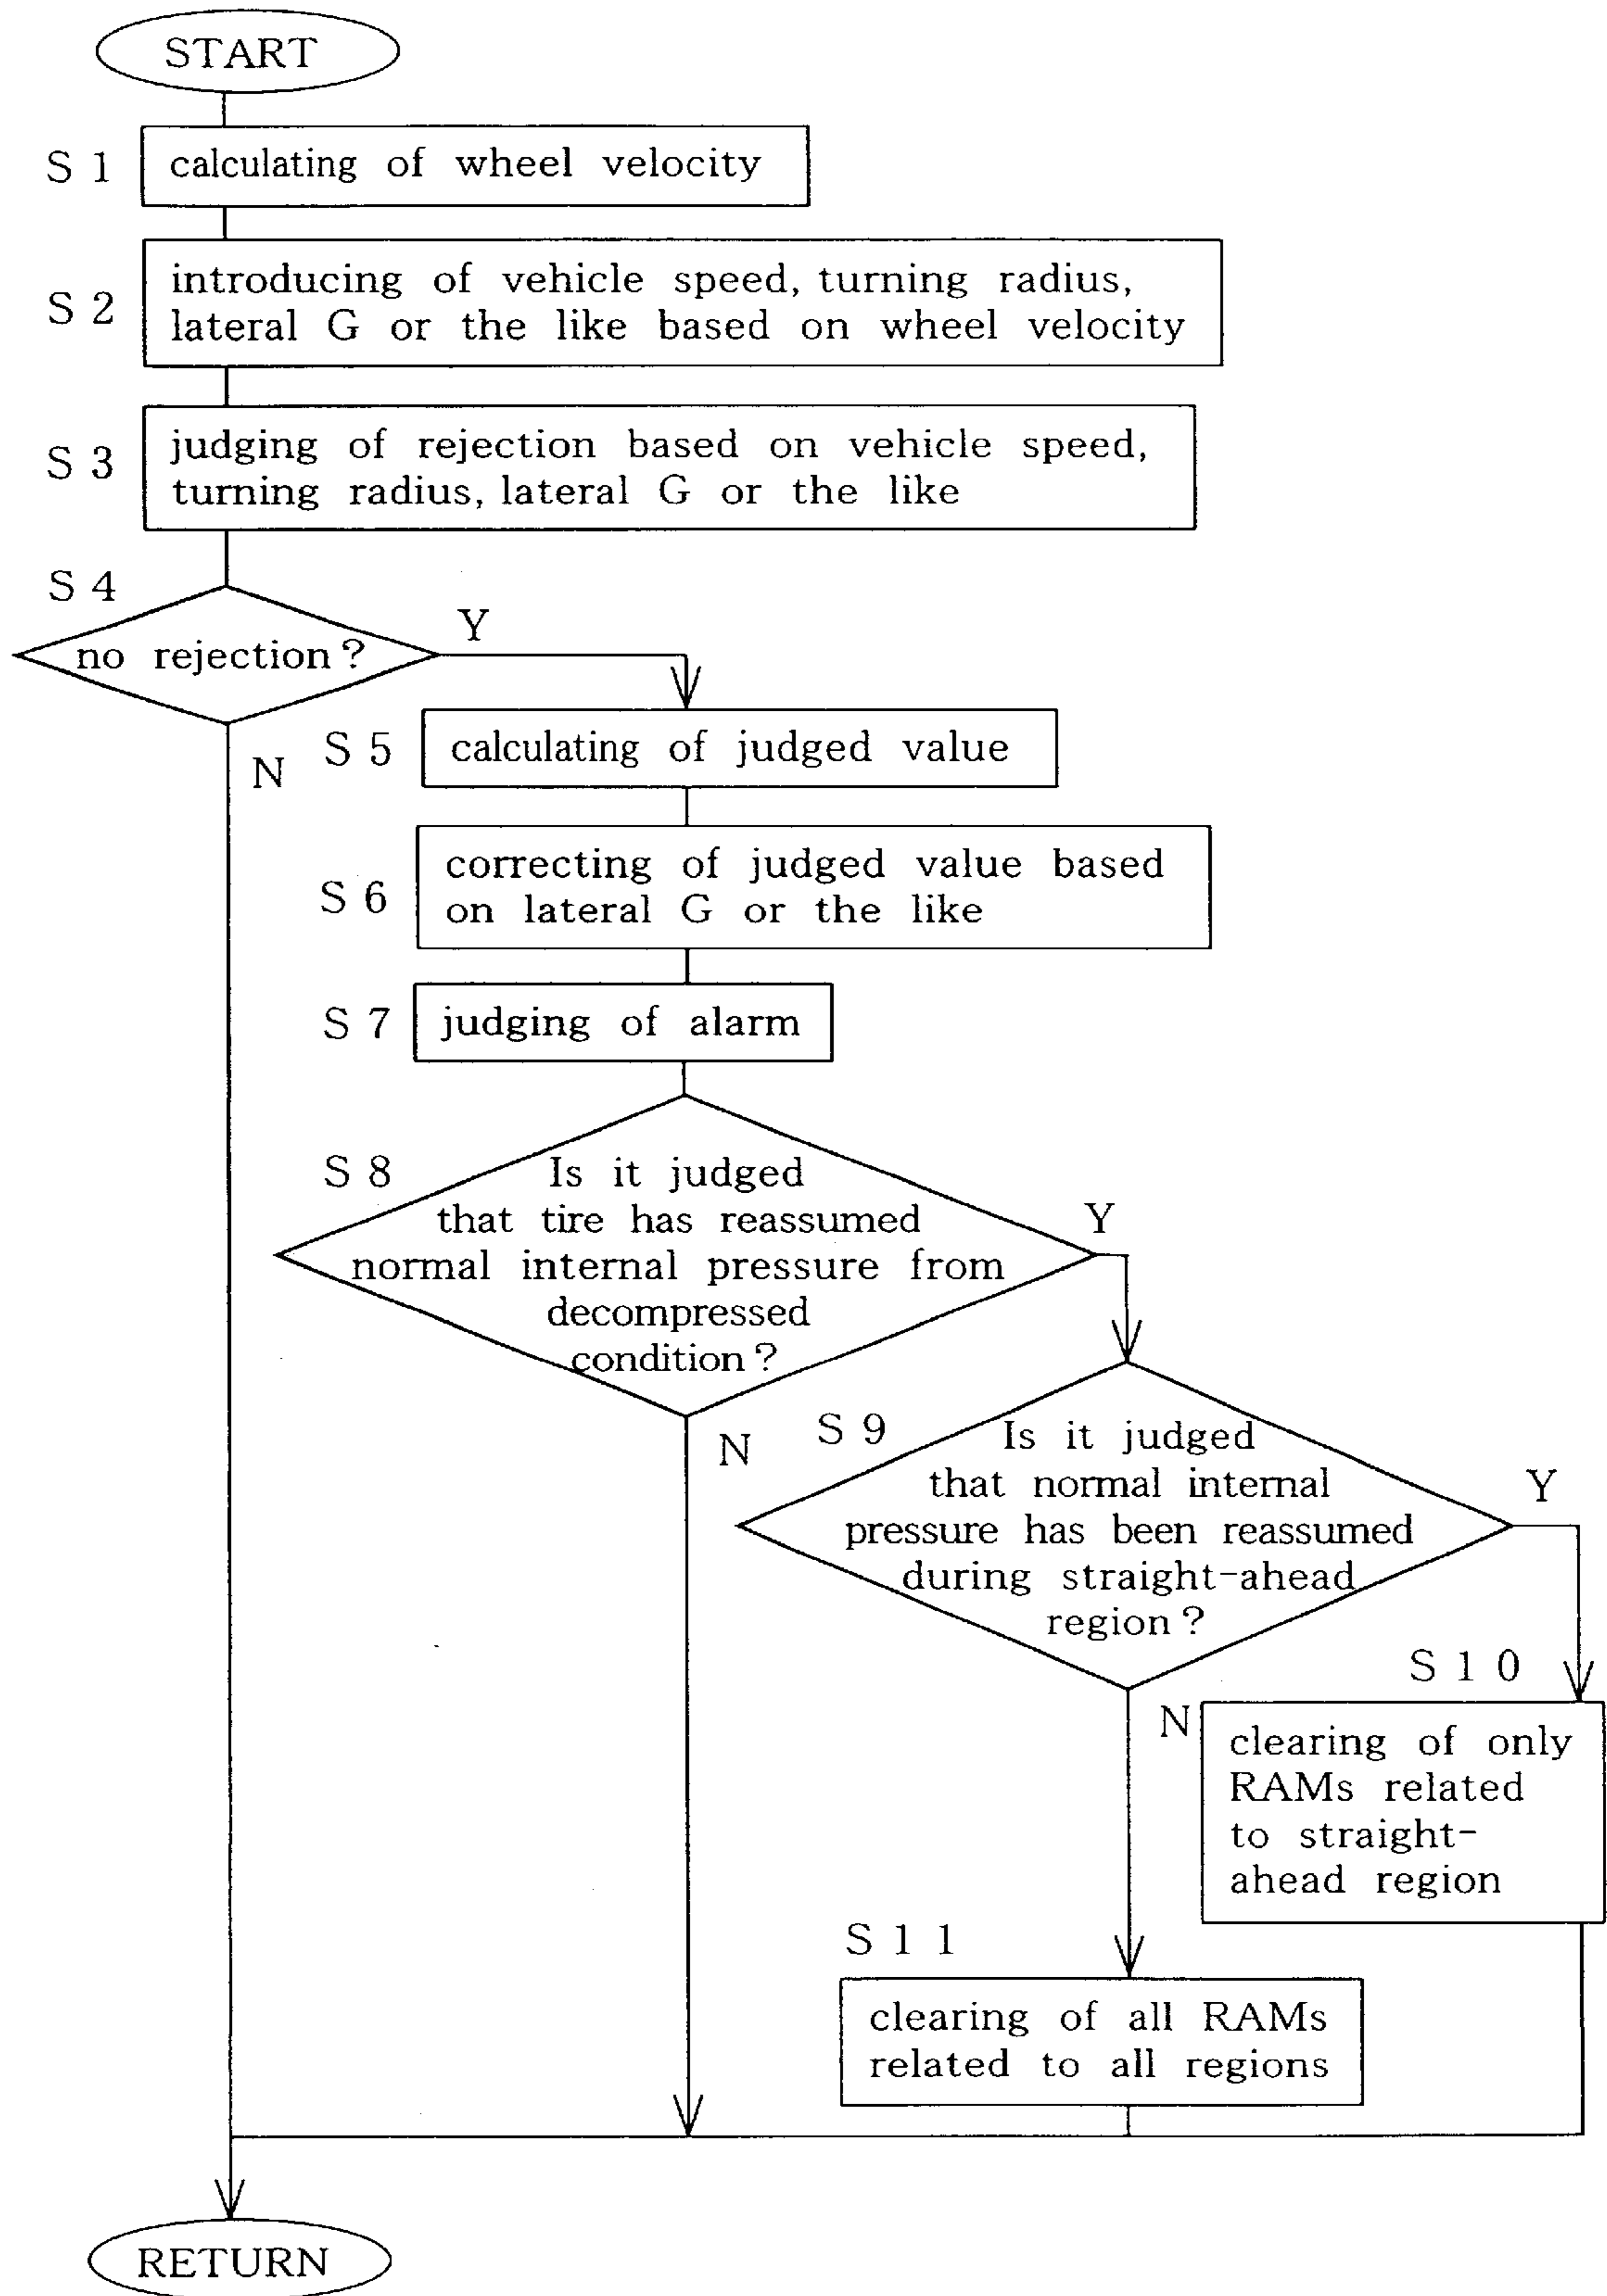 START
S 1
calculating of wheel velocity
S 2
introducing of vehicle speed, turning radius,
lateral G or the like based on wheel velocity
S 3
judging of rejection based on vehicle speed,
turning radius, lateral G or the like
S 4
no rejection ?
Y
N
S 5
calculating of judged value
S 6
correcting of judged value based
on lateral G or the like
S 7
judging of alarm
S 8
Is it judged
that tire has reassumed
normal internal pressure from
decompressed
condition ?
Y
N
S 9
Is it judged
that normal internal
pressure has been reassumed
during straight-ahead
region ?
Y
N
S 1 0
clearing of only
RAMs related
to straight-
ahead region
S 1 1
clearing of all RAMs
related to all regions
RETURN